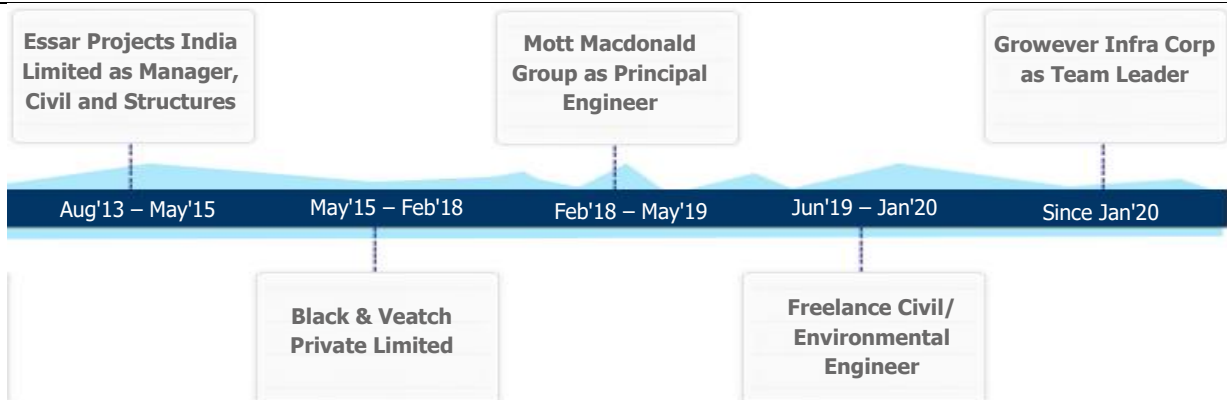 Essar Projects India
Limited as Manager,
Civil and Structures
Mott Macdonald
Group as Principal
Engineer
Growever Infra Corp
as Team Leader
Aug'13 – May'15
May'15 – Feb'18
Feb'18 – May'19
Jun'19 – Jan'20
Since Jan'20
Black & Veatch
Private Limited
Freelance Civil/
Environmental
Engineer